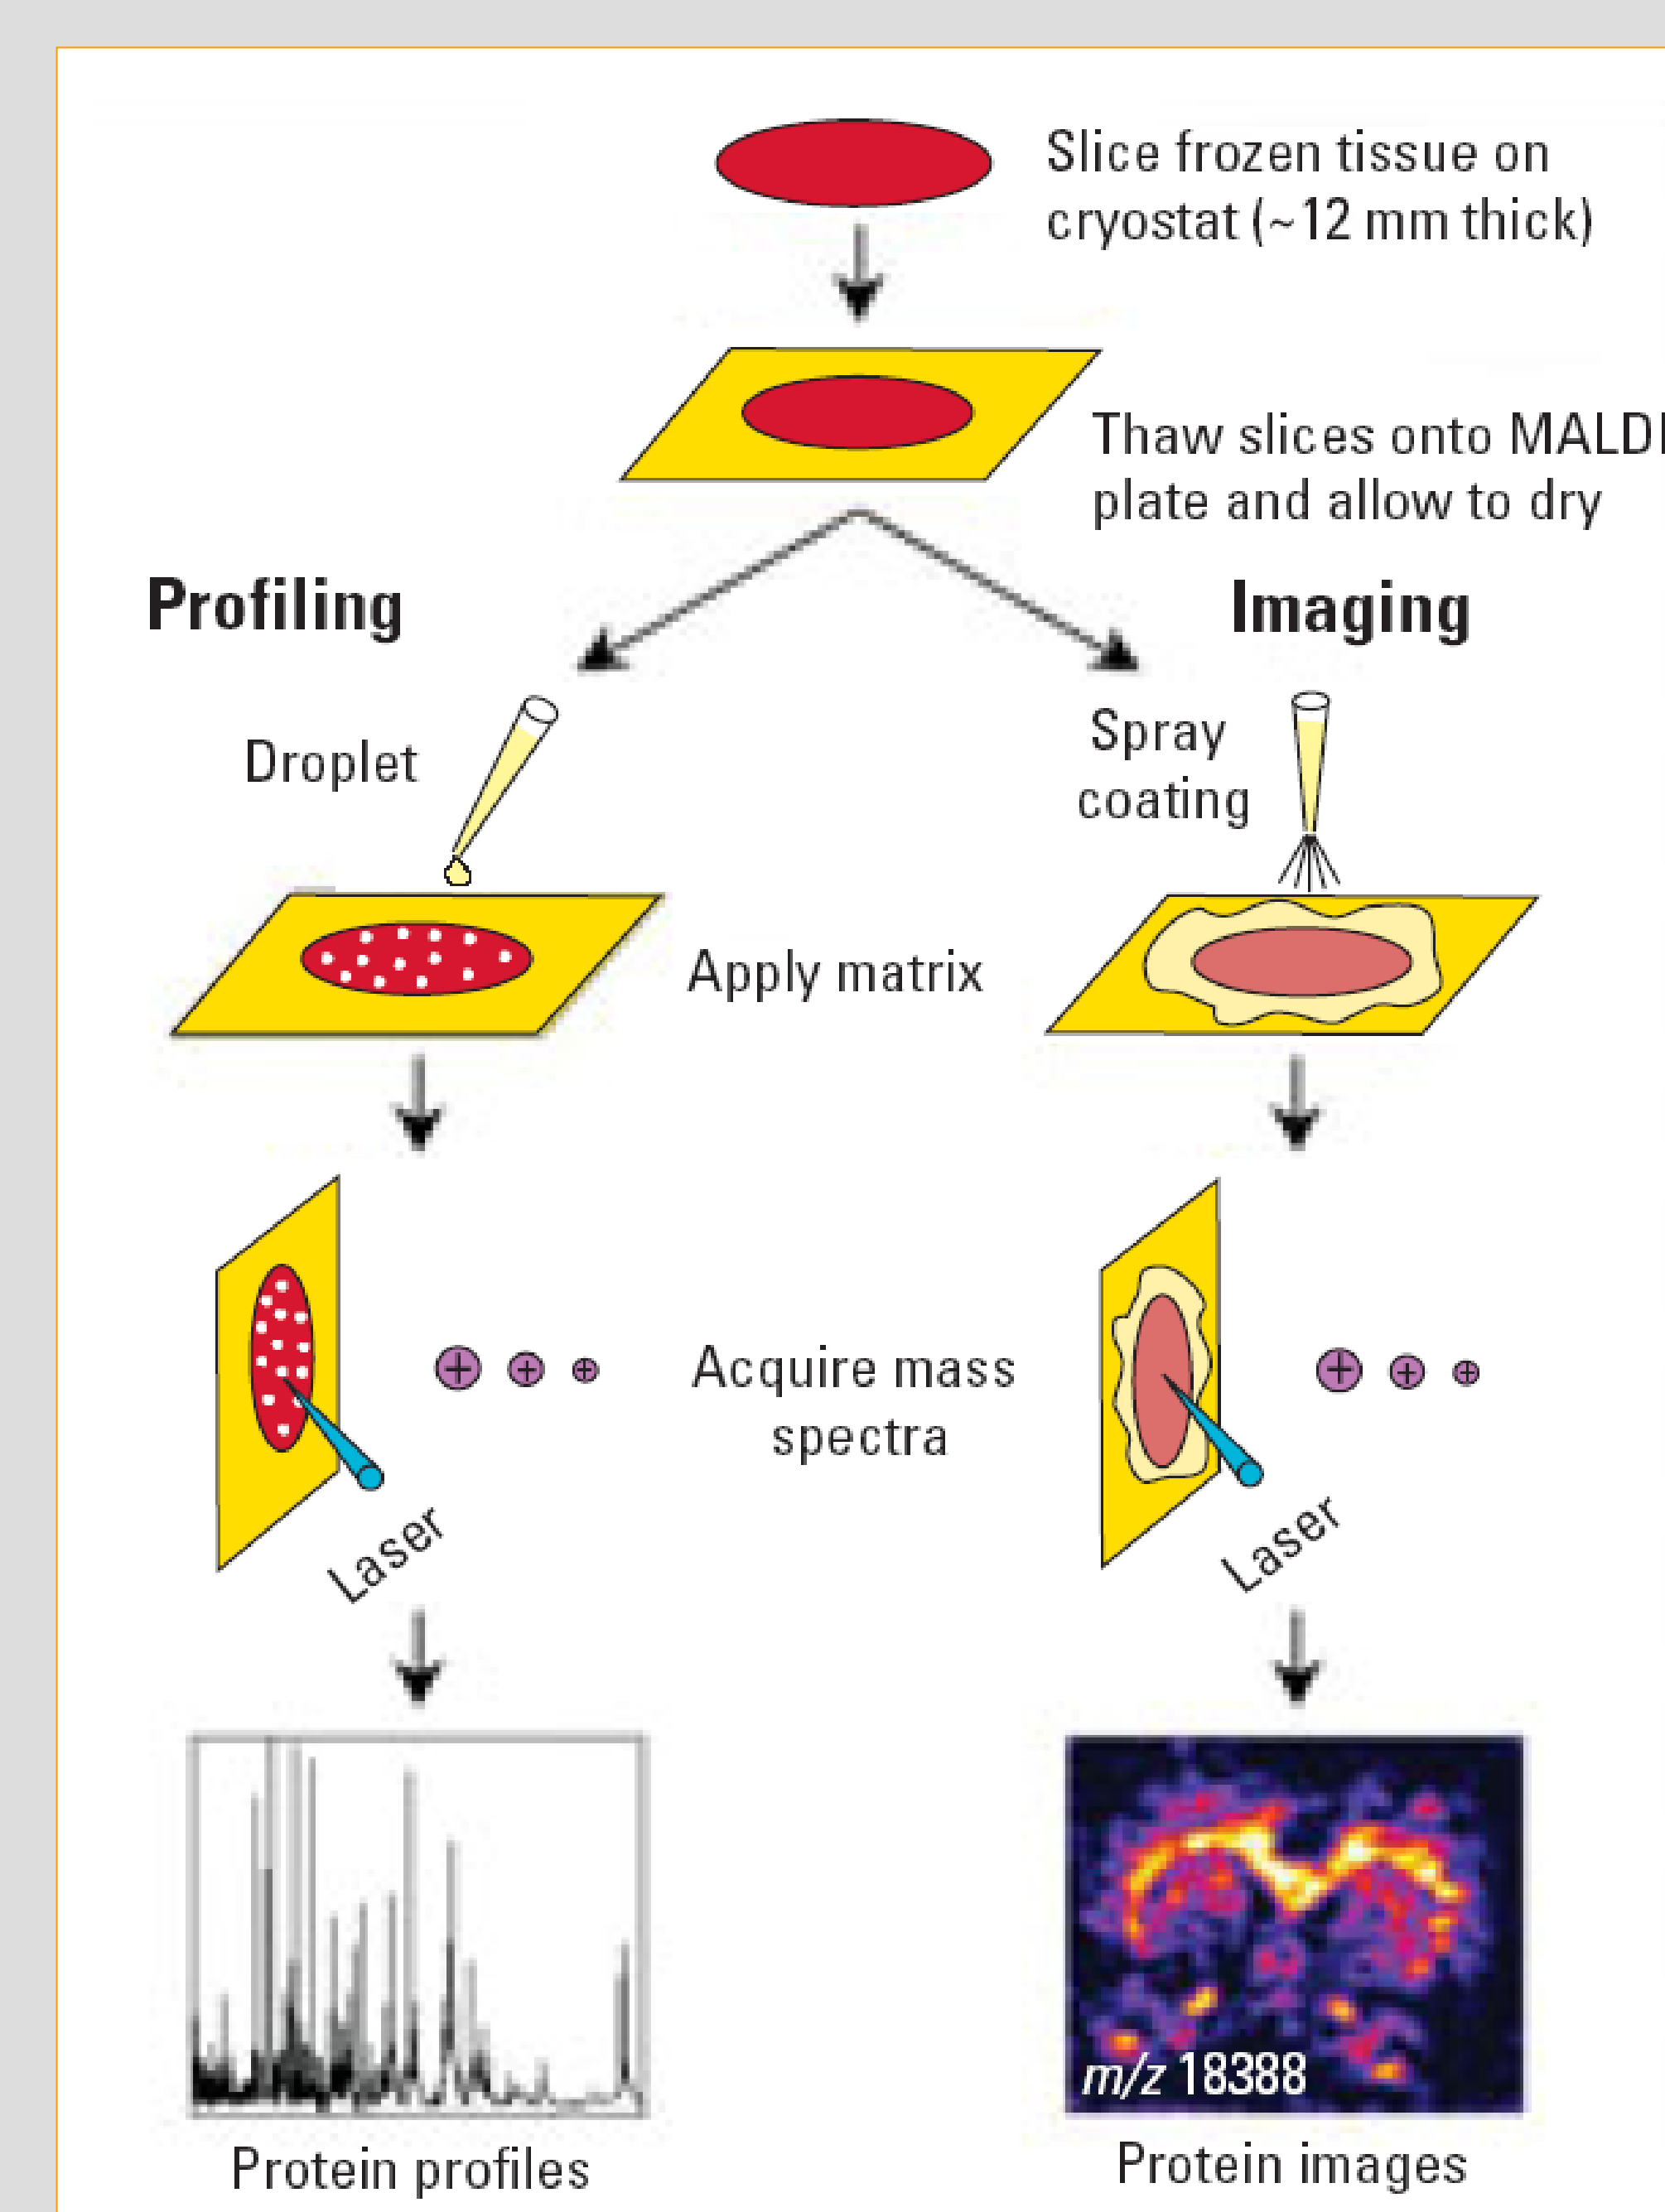 Slice frozen tissue on
cryostat (~12 mm thick)
Thaw slices onto MALDI
plate and allow to dry
Profiling
Imaging
Droplet
Spray
coating
Apply matrix
Acquire mass
spectra
Laser
Laser
m/z 18388
Protein profiles
Protein images